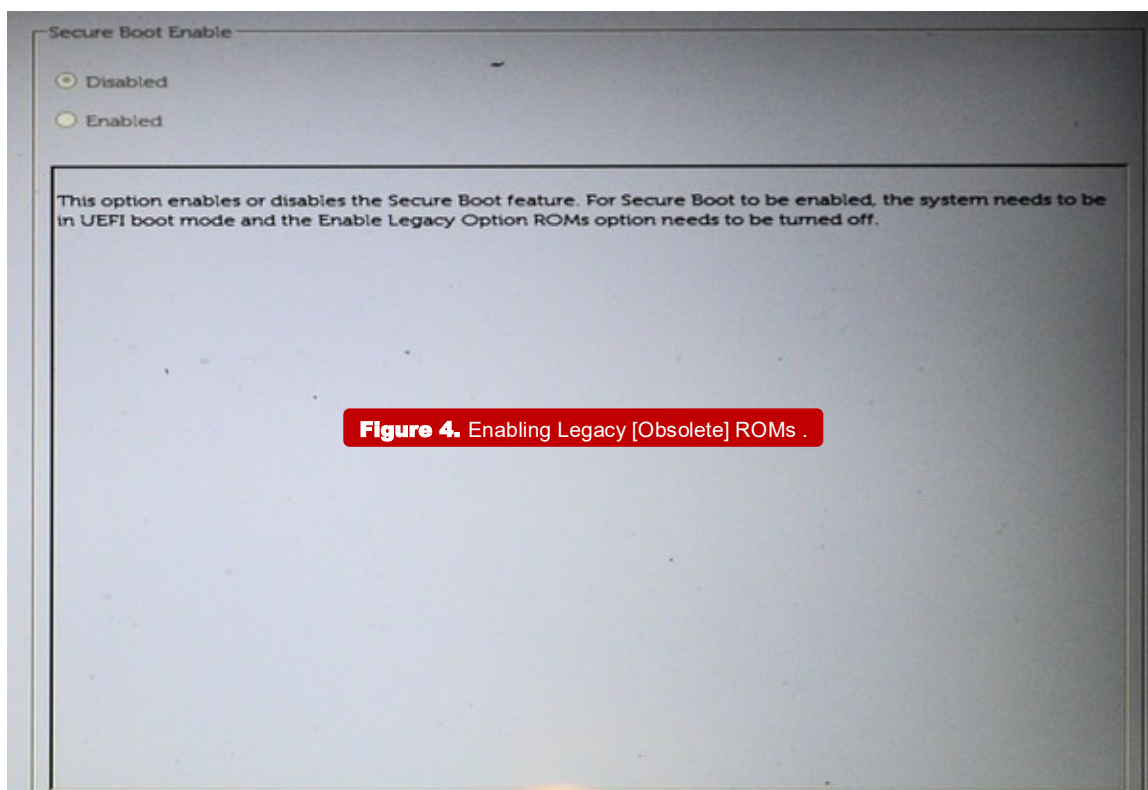 Secure Boot Enable
Disabled
Enabled
This option enables or disables the Secure Boot feature. For Secure Boot to be enabled, the system needs to be
in UEFI boot mode and the Enable Legacy Option ROMs option needs to be turned off.
Figure 4. Enabling Legacy [Obsolete] ROMs .